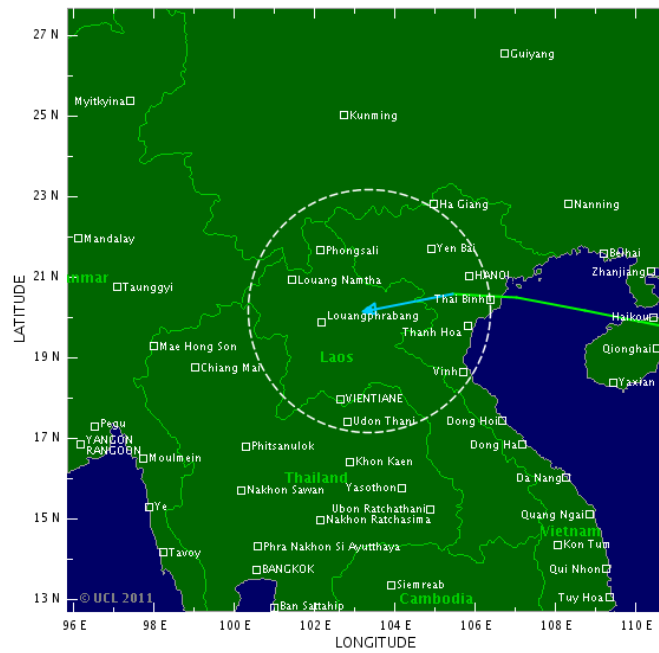 27 N
Guiyang
Myitkyina
25 N
Kunming
23 N
Ha Giang
Nanning
Mandalay
Phongsali
Yen Bai
Beihai
nmar
Taunggyi
Louang Namtha
HANOI
Zhanjiang
21 N
Thai Binh
LATITUDE
Louangphrabang
Haikou
Thanh Hoa
Mae Hong Son
Laos
Qionghai
19 N
Chiang Mai
Vinh
Yaxian
VIENTIANE
Pegu
Udon Thani
Dong Hoi
17 N
YANGON
RANGOON
Phitsanulok
Dong Ha
Moulmein
Khon Kaen
Thailand
Da Nang
Nakhon Sawan
Yasothon
15 N
Ye
Ubon Ratchathani
Nakhon Ratchasima
Quang Ngai
Vietnam
Tavoy
Phra Nakhon Si Ayutthaya
Kon Tum
BANGKOK
Siemreab
Qui Nhon
13 N
© UCL 2011
Ban Sattahip
Cambodia
Tuy Hoa
96 E 98 E 100 E 102 E 104 E 106 E 108 E 110 E
LONGITUDE